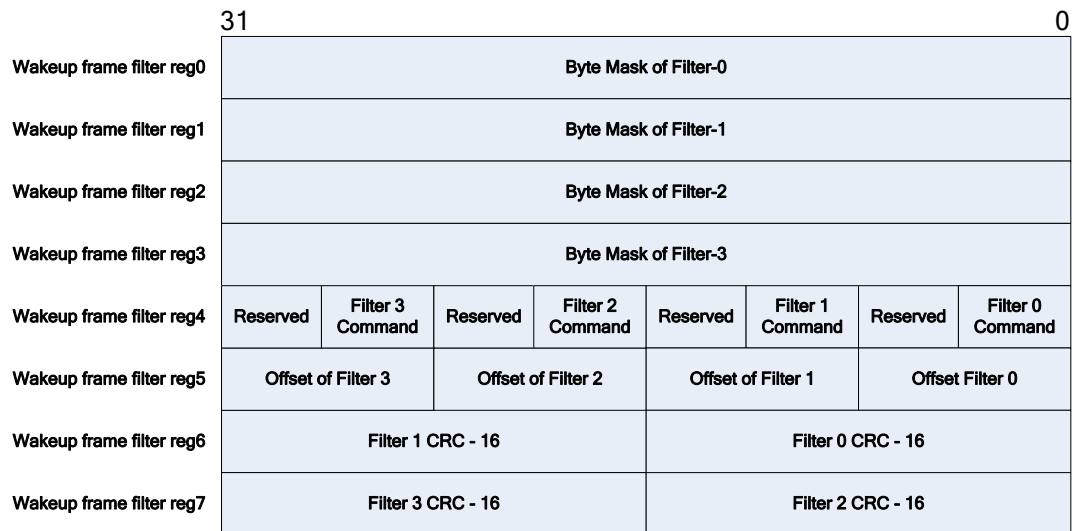 31 0
Wakeup frame filter reg0 Byte Mask of Filter-0
Wakeup frame filter reg1 Byte Mask of Filter-1
Wakeup frame filter reg2 Byte Mask of Filter-2
Wakeup frame filter reg3 Byte Mask of Filter-3
Wakeup frame filter reg4 Reserved Filter 3 Command Reserved Filter 2 Command Reserved Filter 1 Command Reserved Filter 0 Command
Wakeup frame filter reg5 Offset of Filter 3 Offset of Filter 2 Offset of Filter 1 Offset Filter 0
Wakeup frame filter reg6 Filter 1 CRC - 16 Filter 0 CRC - 16
Wakeup frame filter reg7 Filter 3 CRC - 16 Filter 2 CRC - 16